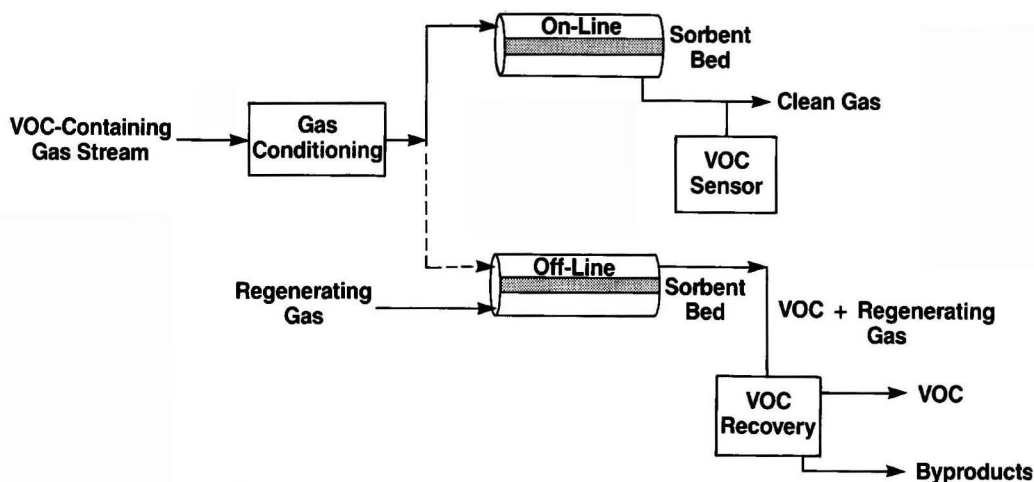 On-Line
Sorbent
Bed
Clean Gas
VOC-Containing
Gas Stream
Gas
Conditioning
VOC
Sensor
Off-Line
Sorbent
Bed
Regenerating
Gas
VOC + Regenerating
Gas
VOC
Recovery
VOC
Byproducts